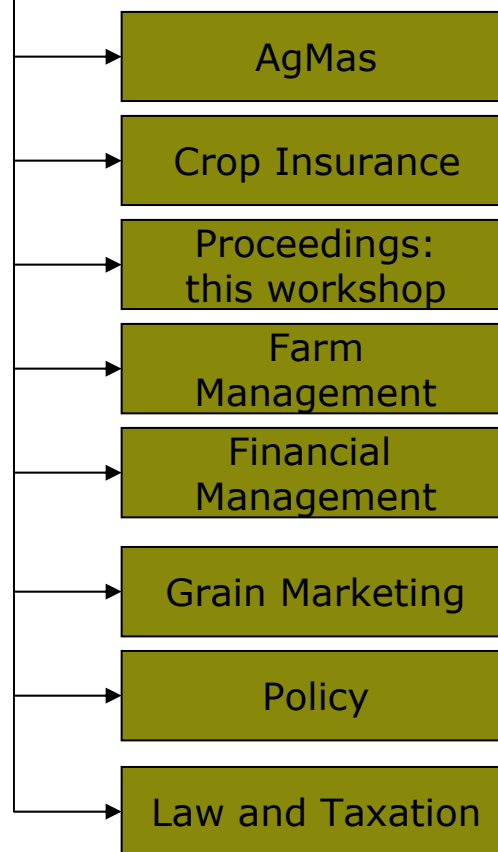 AgMas
Crop Insurance
Proceedings:
this workshop
Farm
Management
Financial
Management
Grain Marketing
Policy
Law and Taxation